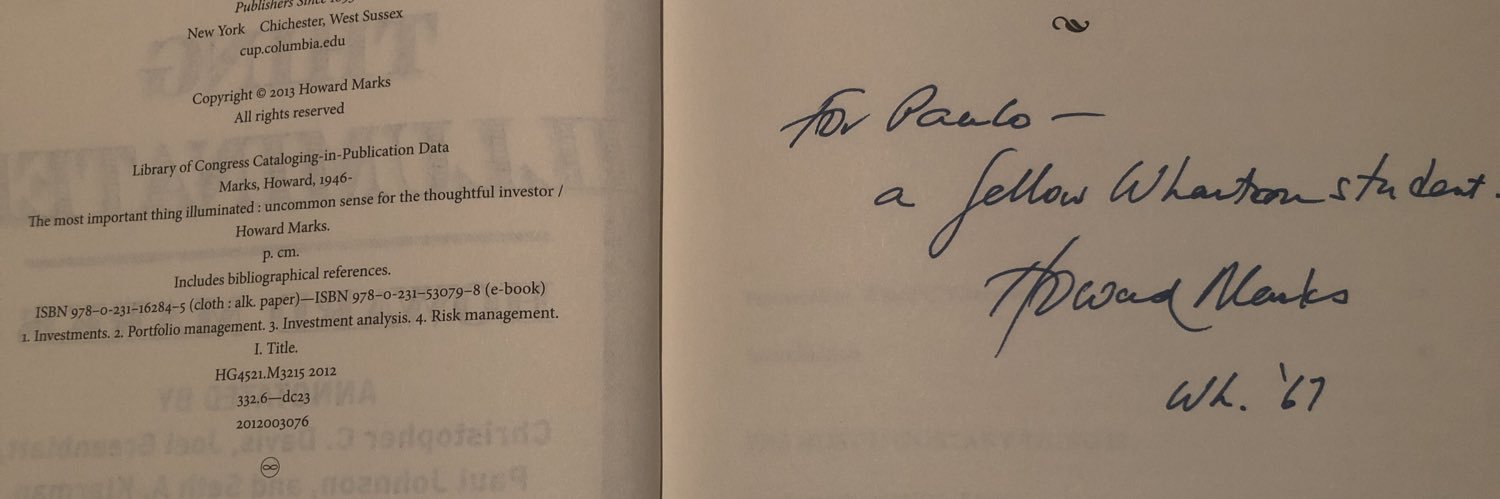 Publishers Since 1893
New York Chichester, West Sussex
cup.columbia.edu
Copyright © 2013 Howard Marks
All rights reserved
Library of Congress Cataloging-in-Publication Data
Marks, Howard, 1946-
The most important thing illuminated : uncommon sense for the thoughtful investor /
Howard Marks.
p. cm.
Includes bibliographical references.
ISBN 978-0-231-16284-5 (cloth : alk. paper)—ISBN 978-0-231-53079-8 (e-book)
1. Investments. 2. Portfolio management. 3. Investment analysis. 4. Risk management.
I. Title.
HG4521.M3215 2012
332.6—dc23
2012003076
For Paulo —
a fellow Wharton student.
Howard Marks
Wh. '67